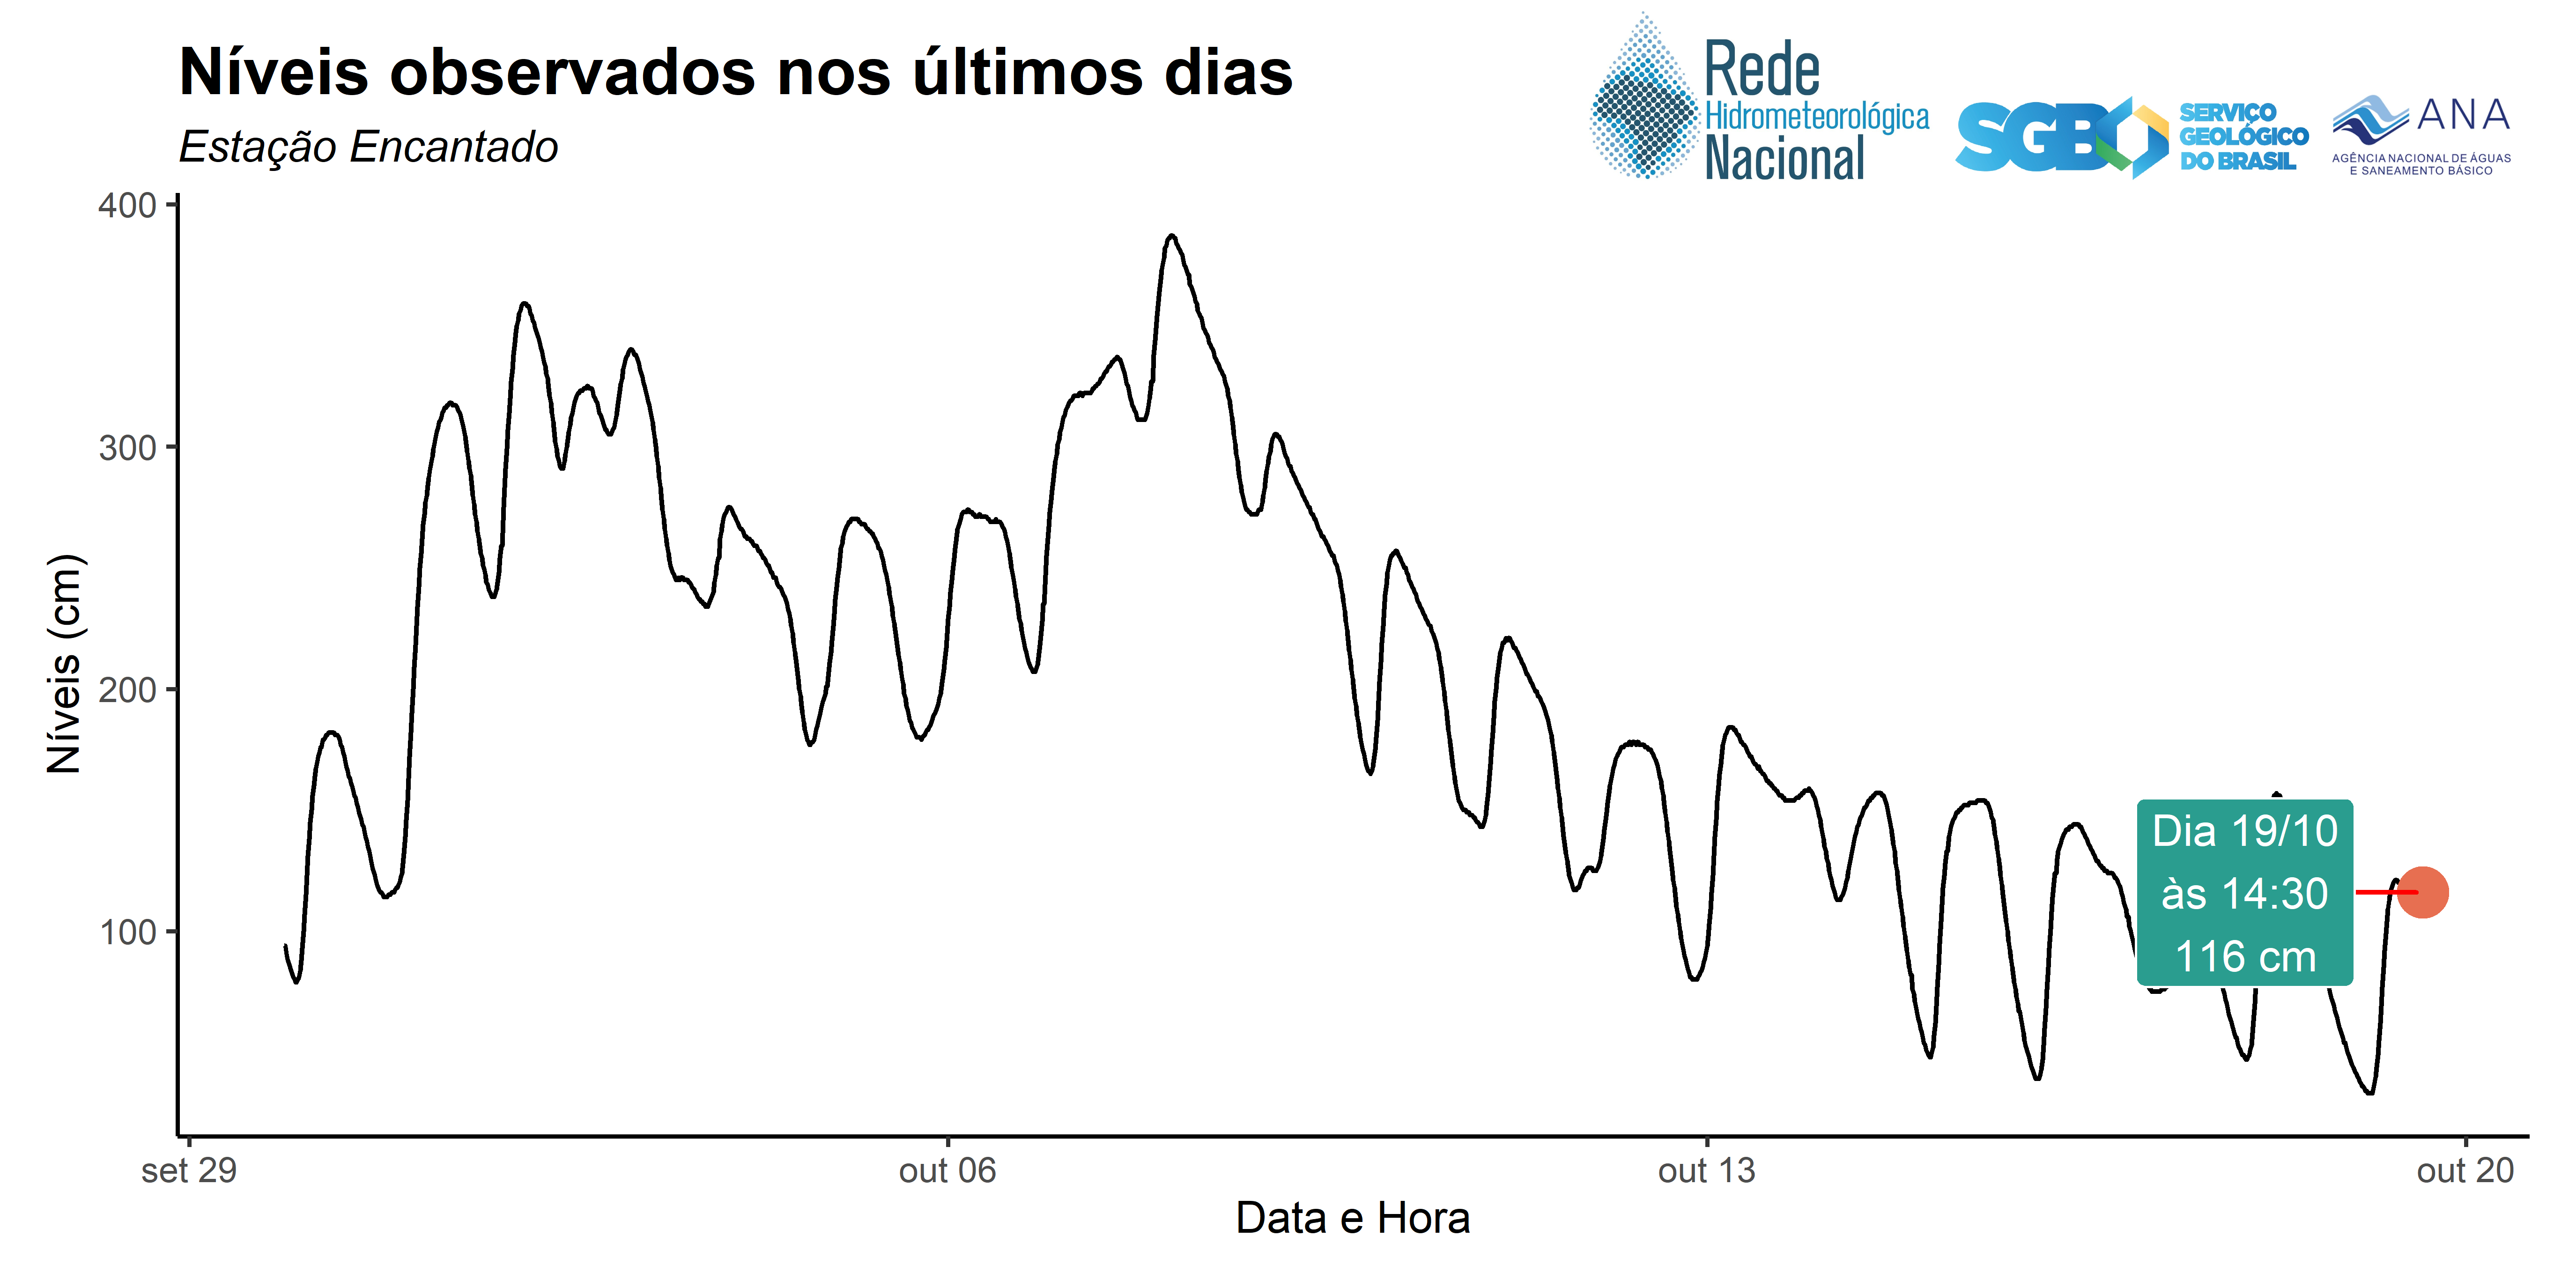 Níveis observados nos últimos dias
Estação Encantado
Rede
Hidrometeorológica
Nacional
SGB
SERVIÇO
GEOLÓGICO
DO BRASIL
ANA
AGÊNCIA NACIONAL DE ÁGUAS
E SANEAMENTO BÁSICO
Níveis (cm)
400
300
200
100
Dia 19/10
às 14:30
116 cm
set 29
out 06
out 13
out 20
Data e Hora